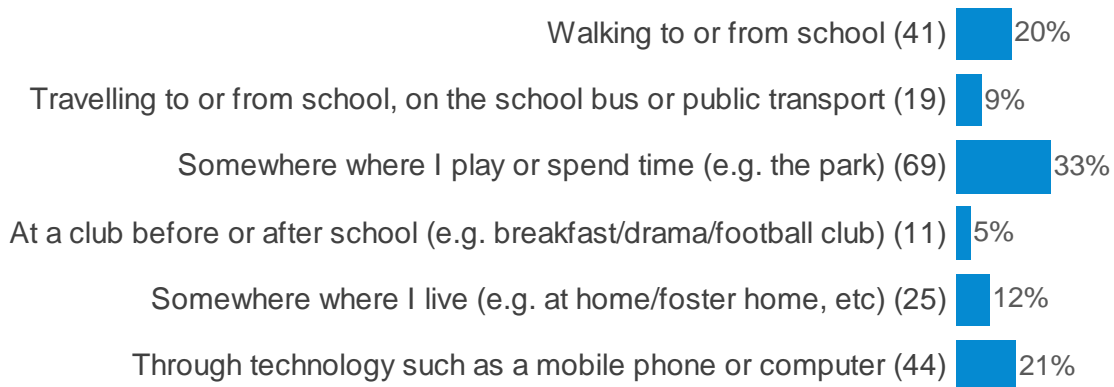 Walking to or from school (41) 20%
Travelling to or from school, on the school bus or public transport (19) 9%
Somewhere where I play or spend time (e.g. the park) (69) 33%
At a club before or after school (e.g. breakfast/drama/football club) (11) 5%
Somewhere where I live (e.g. at home/foster home, etc) (25) 12%
Through technology such as a mobile phone or computer (44) 21%